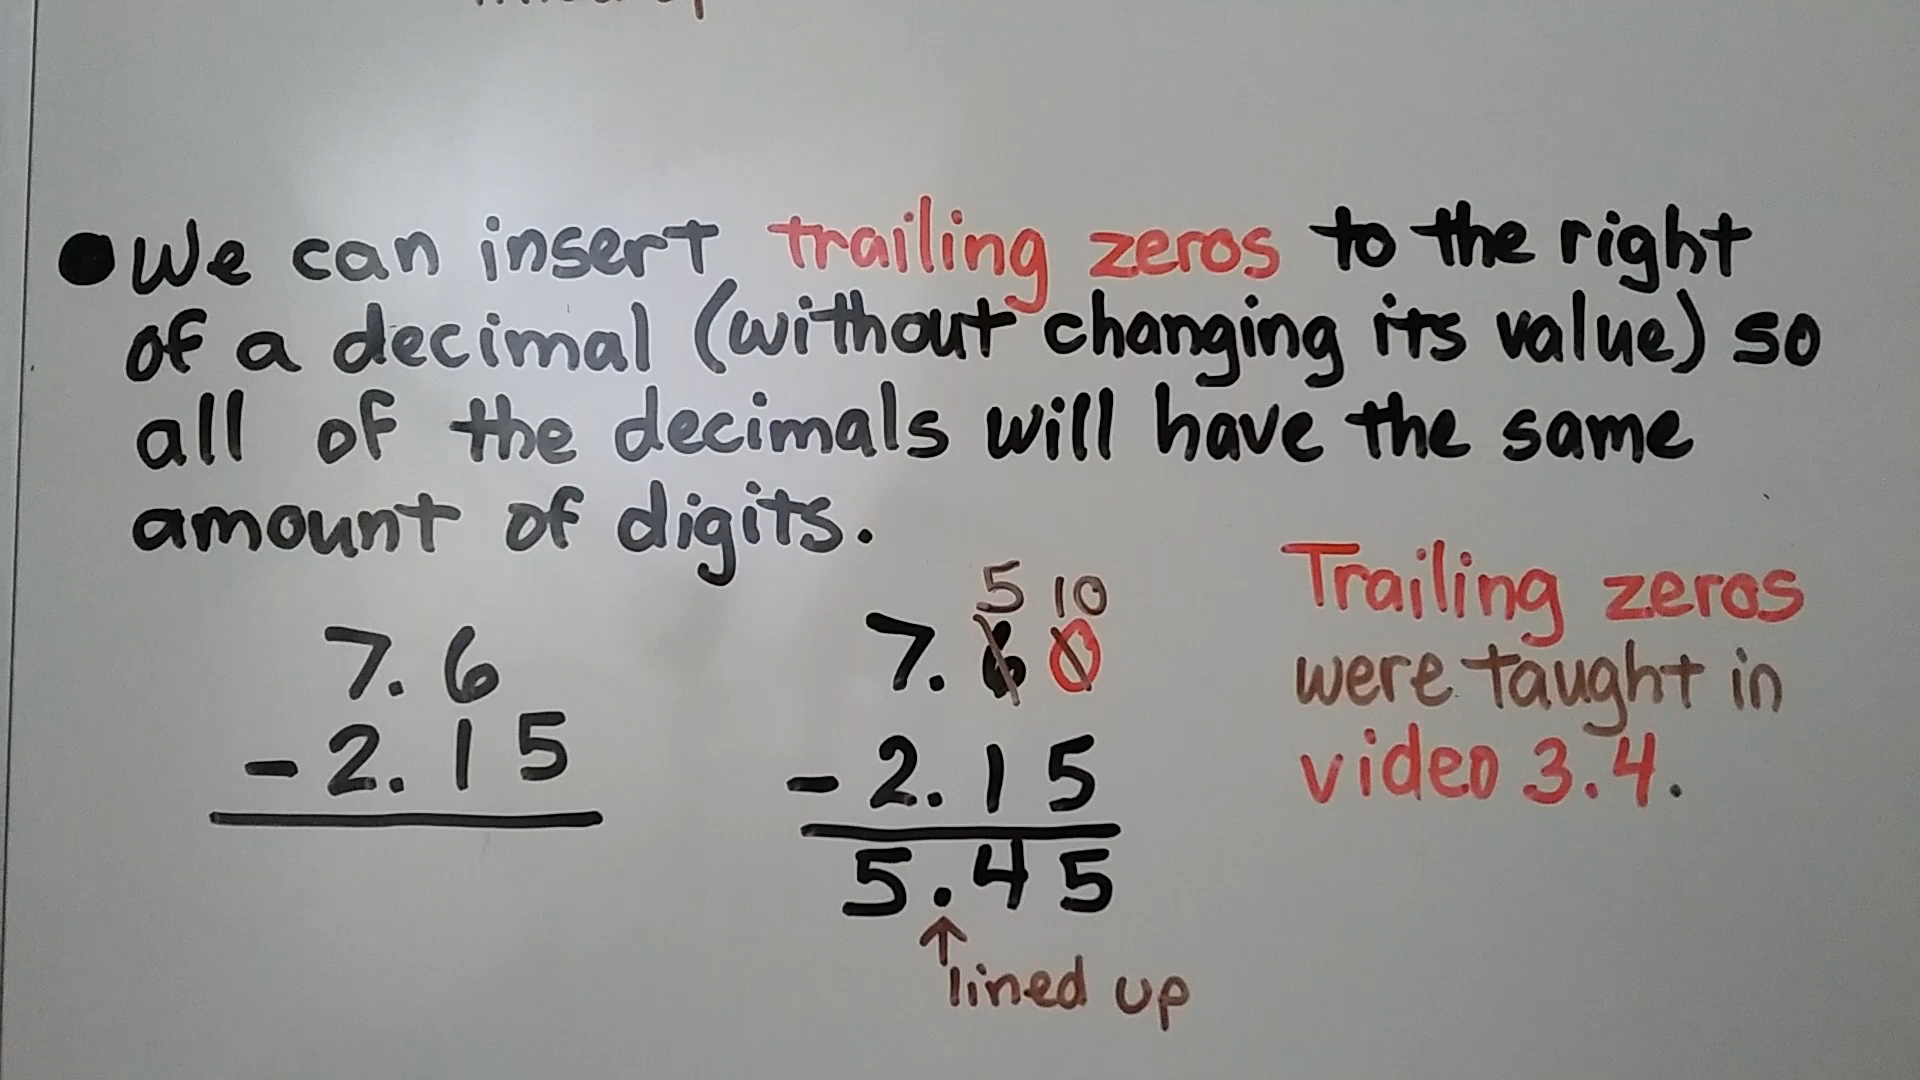 • We can insert trailing zeros to the right
of a decimal (without changing its value) so
all of the decimals will have the same
amount of digits.
7.6
- 2.15
5 10
7.60
- 2.15
5.45
↑
lined up
Trailing zeros
were taught in
video 3.4.